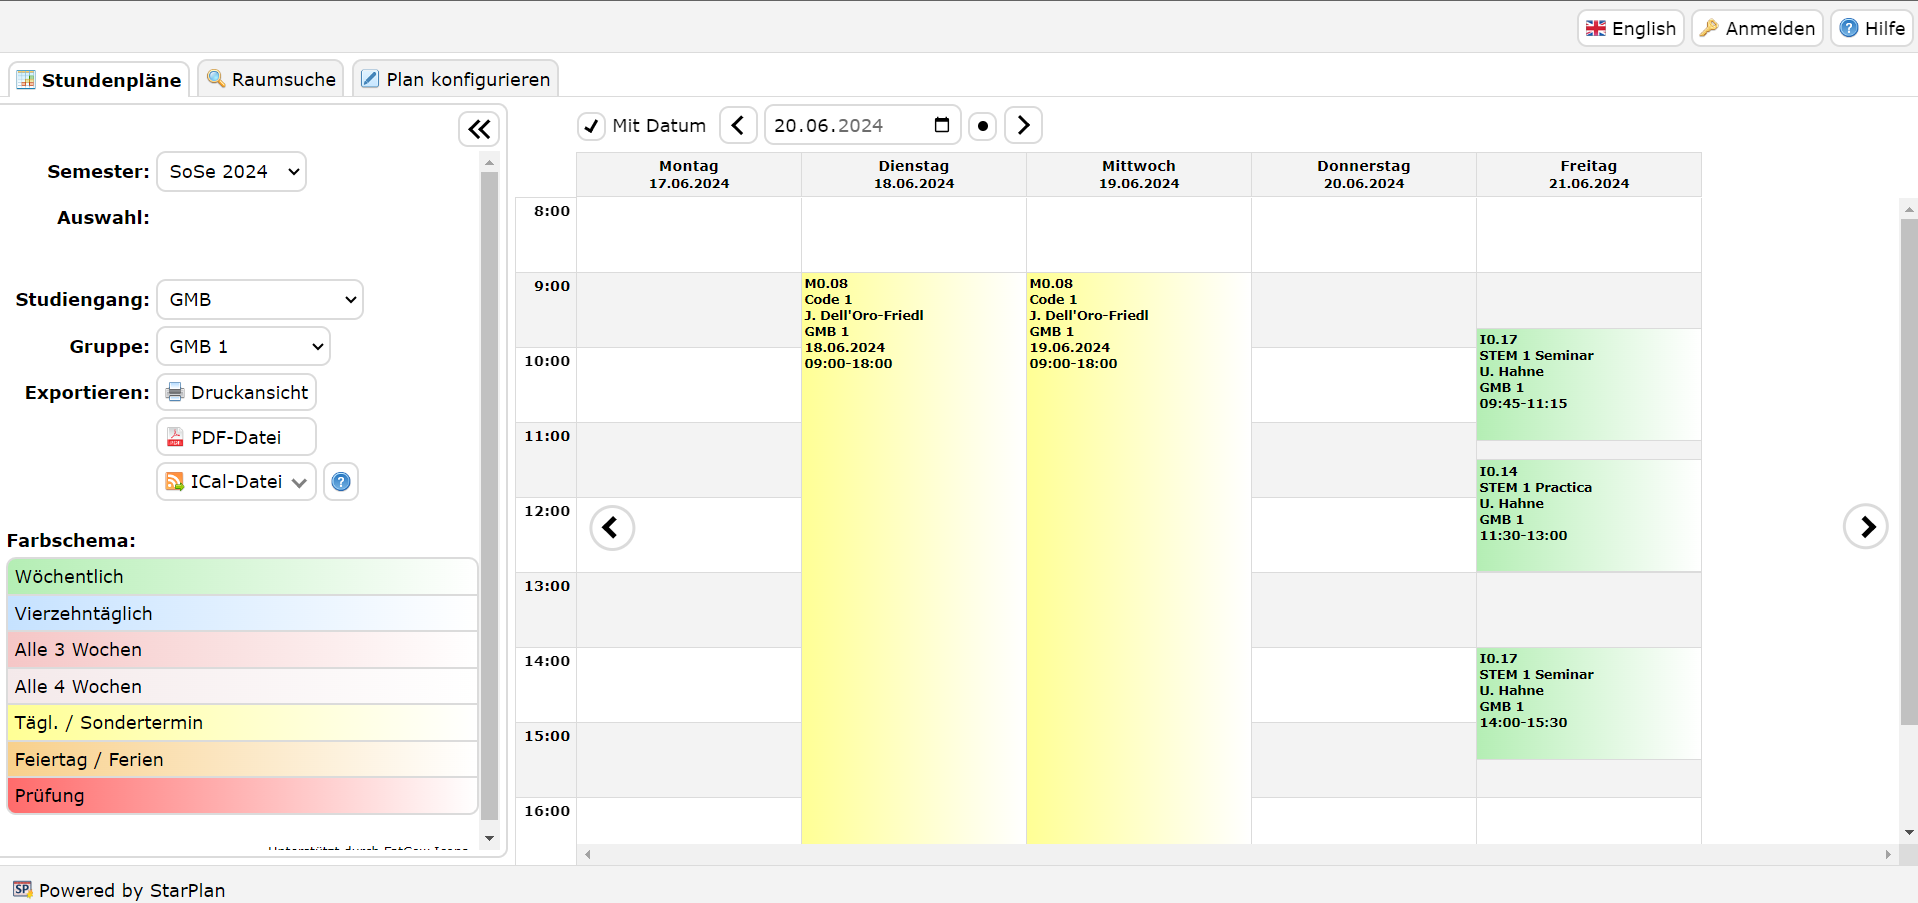 English
Anmelden
Hilfe
Stundenpläne
Raumsuche
Plan konfigurieren
Semester: SoSe 2024
Auswahl:
Studiengang: GMB
Gruppe: GMB 1
Exportieren: Druckansicht
PDF-Datei
ICal-Datei
Farbschema:
Wöchentlich
Vierzehntäglich
Alle 3 Wochen
Alle 4 Wochen
Tägl. / Sondertermin
Feiertag / Ferien
Prüfung
Unterstützt durch FatCow Icons
Mit Datum
20.06.2024
Montag
17.06.2024
Dienstag
18.06.2024
Mittwoch
19.06.2024
Donnerstag
20.06.2024
Freitag
21.06.2024
8:00
9:00
10:00
11:00
12:00
13:00
14:00
15:00
16:00
M0.08
Code 1
J. Dell'Oro-Friedl
GMB 1
18.06.2024
09:00-18:00
M0.08
Code 1
J. Dell'Oro-Friedl
GMB 1
19.06.2024
09:00-18:00
I0.17
STEM 1 Seminar
U. Hahne
GMB 1
09:45-11:15
I0.14
STEM 1 Practica
U. Hahne
GMB 1
11:30-13:00
I0.17
STEM 1 Seminar
U. Hahne
GMB 1
14:00-15:30
SP Powered by StarPlan